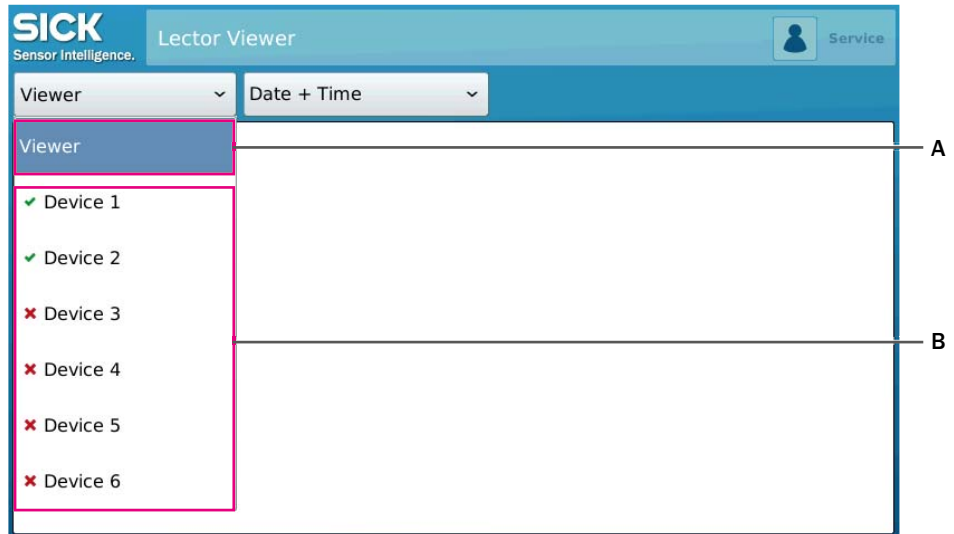 SICK
Sensor Intelligence.
Lector Viewer
Service
Viewer
Date + Time
Viewer
A
Device 1
Device 2
Device 3
B
Device 4
Device 5
Device 6